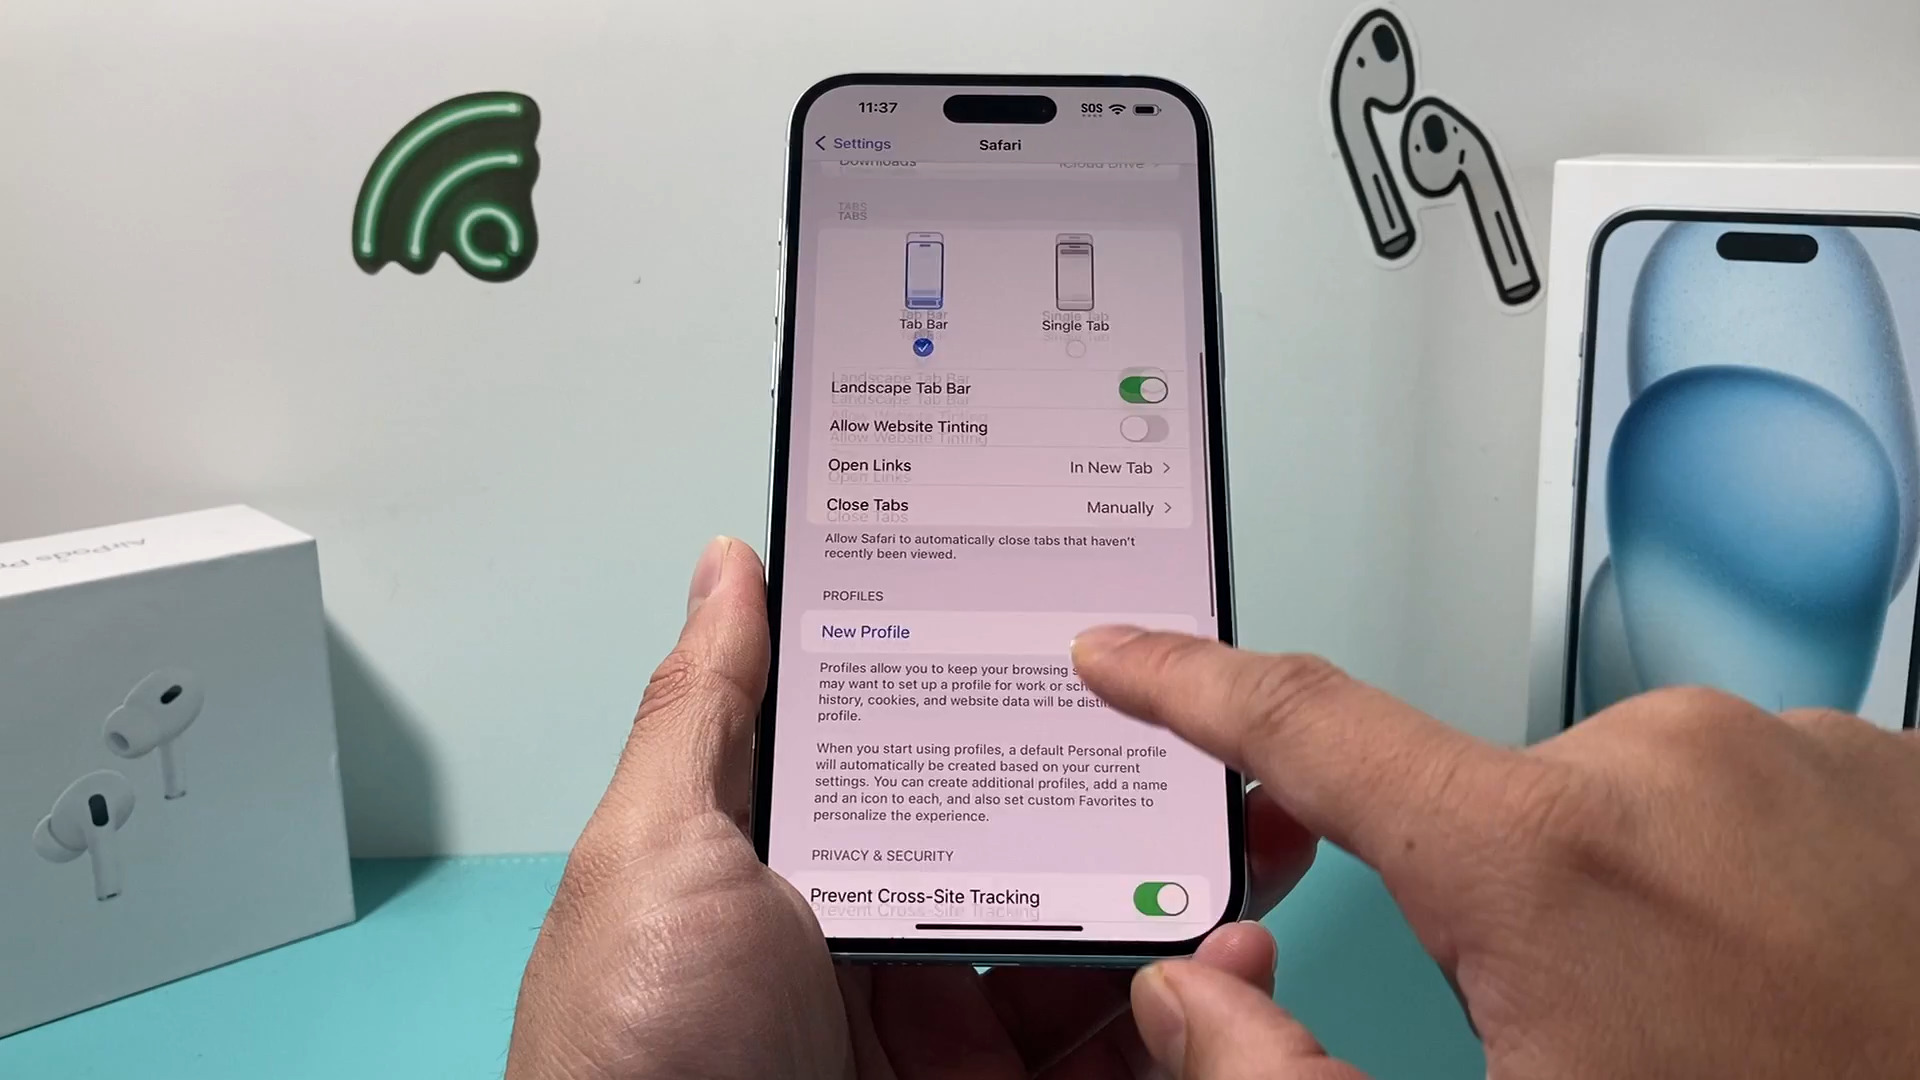 11:37
SOS
Settings
Safari
Downloads
iCloud Drive
TABS
Tab Bar
Single Tab
Landscape Tab Bar
Allow Website Tinting
Open Links
In New Tab
Close Tabs
Manually
Allow Safari to automatically close tabs that haven't
recently been viewed.
PROFILES
New Profile
Profiles allow you to keep your browsing
may want to set up a profile for work or
history, cookies, and website data will be
profile.
When you start using profiles, a default Personal profile
will automatically be created based on your current
settings. You can create additional profiles, add a name
and an icon to each, and also set custom Favorites to
personalize the experience.
PRIVACY & SECURITY
Prevent Cross-Site Tracking
AirPods